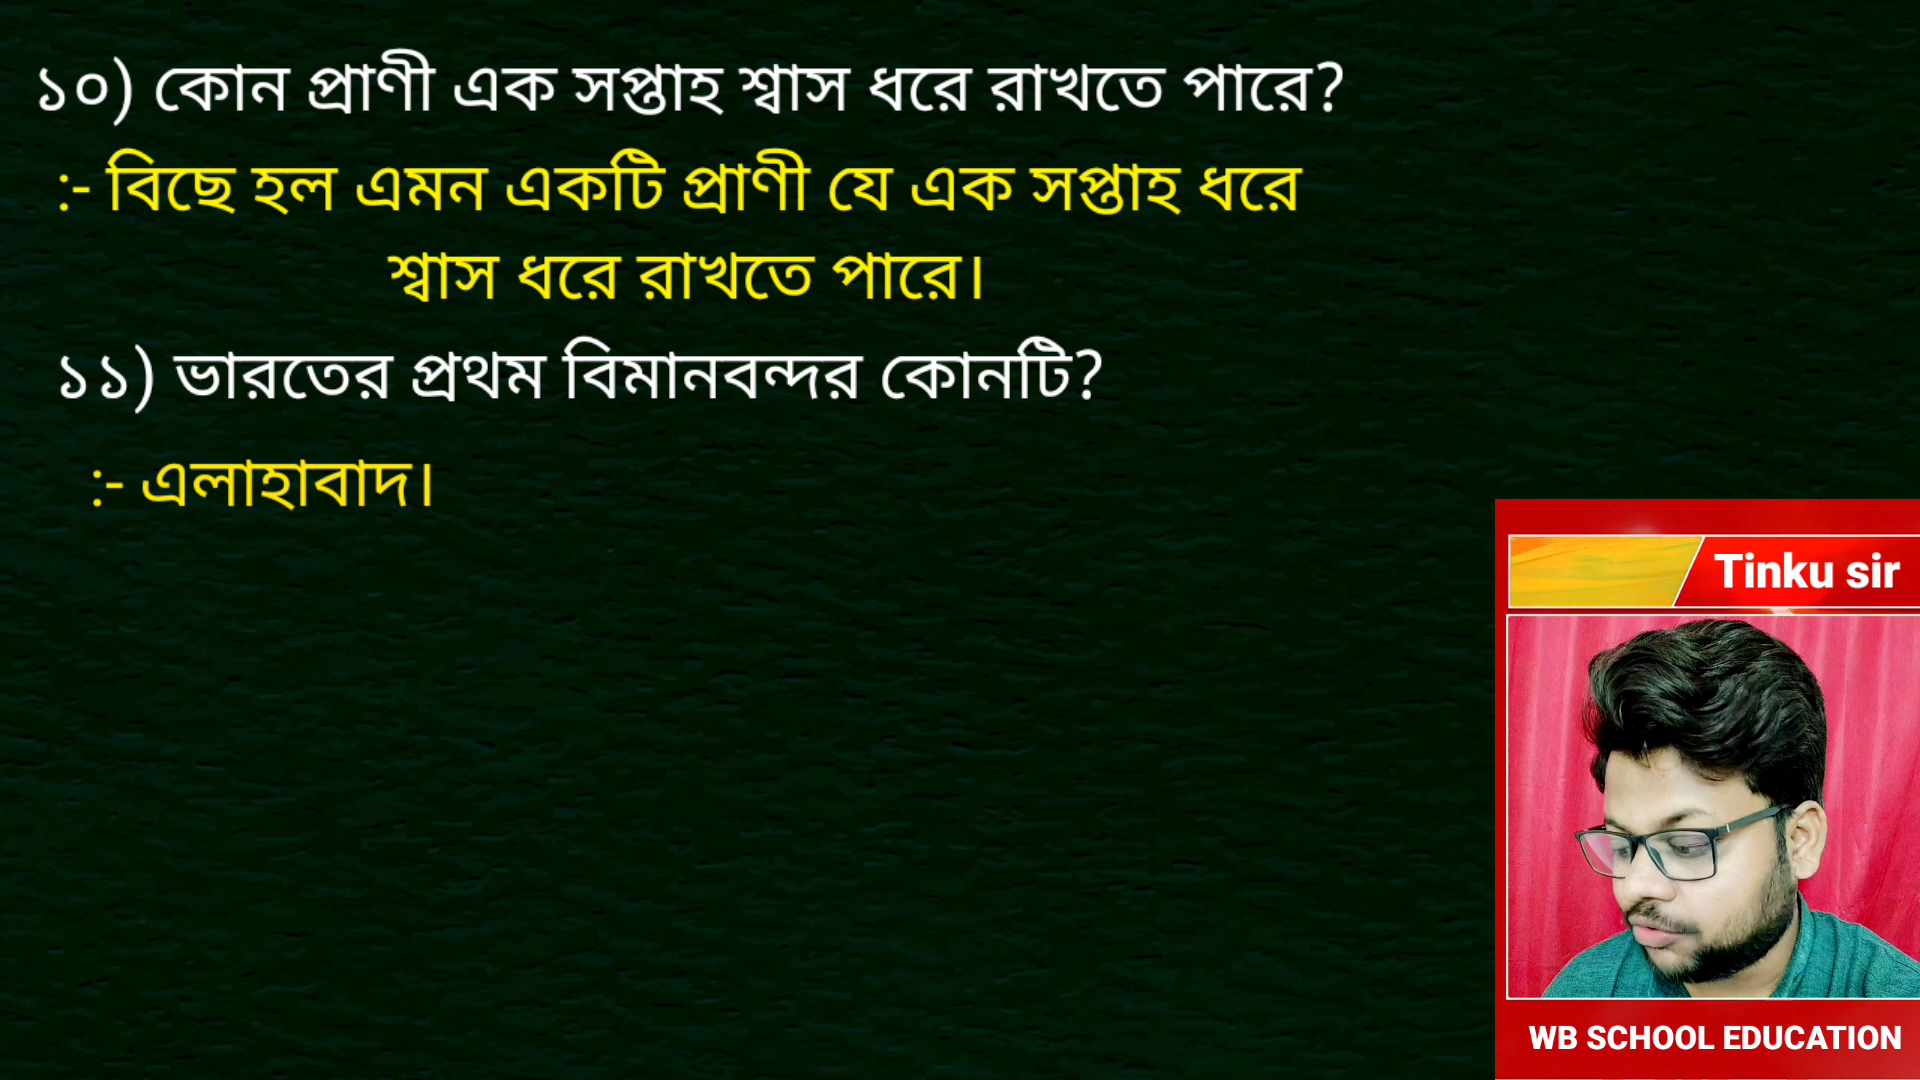 ১০) কোন প্রাণী এক সপ্তাহ শ্বাস ধরে রাখতে পারে?
:- বিছে হল এমন একটি প্রাণী যে এক সপ্তাহ ধরে
শ্বাস ধরে রাখতে পারে।
১১) ভারতের প্রথম বিমানবন্দর কোনটি?
:- এলাহাবাদ।
Tinku sir
WB SCHOOL EDUCATION